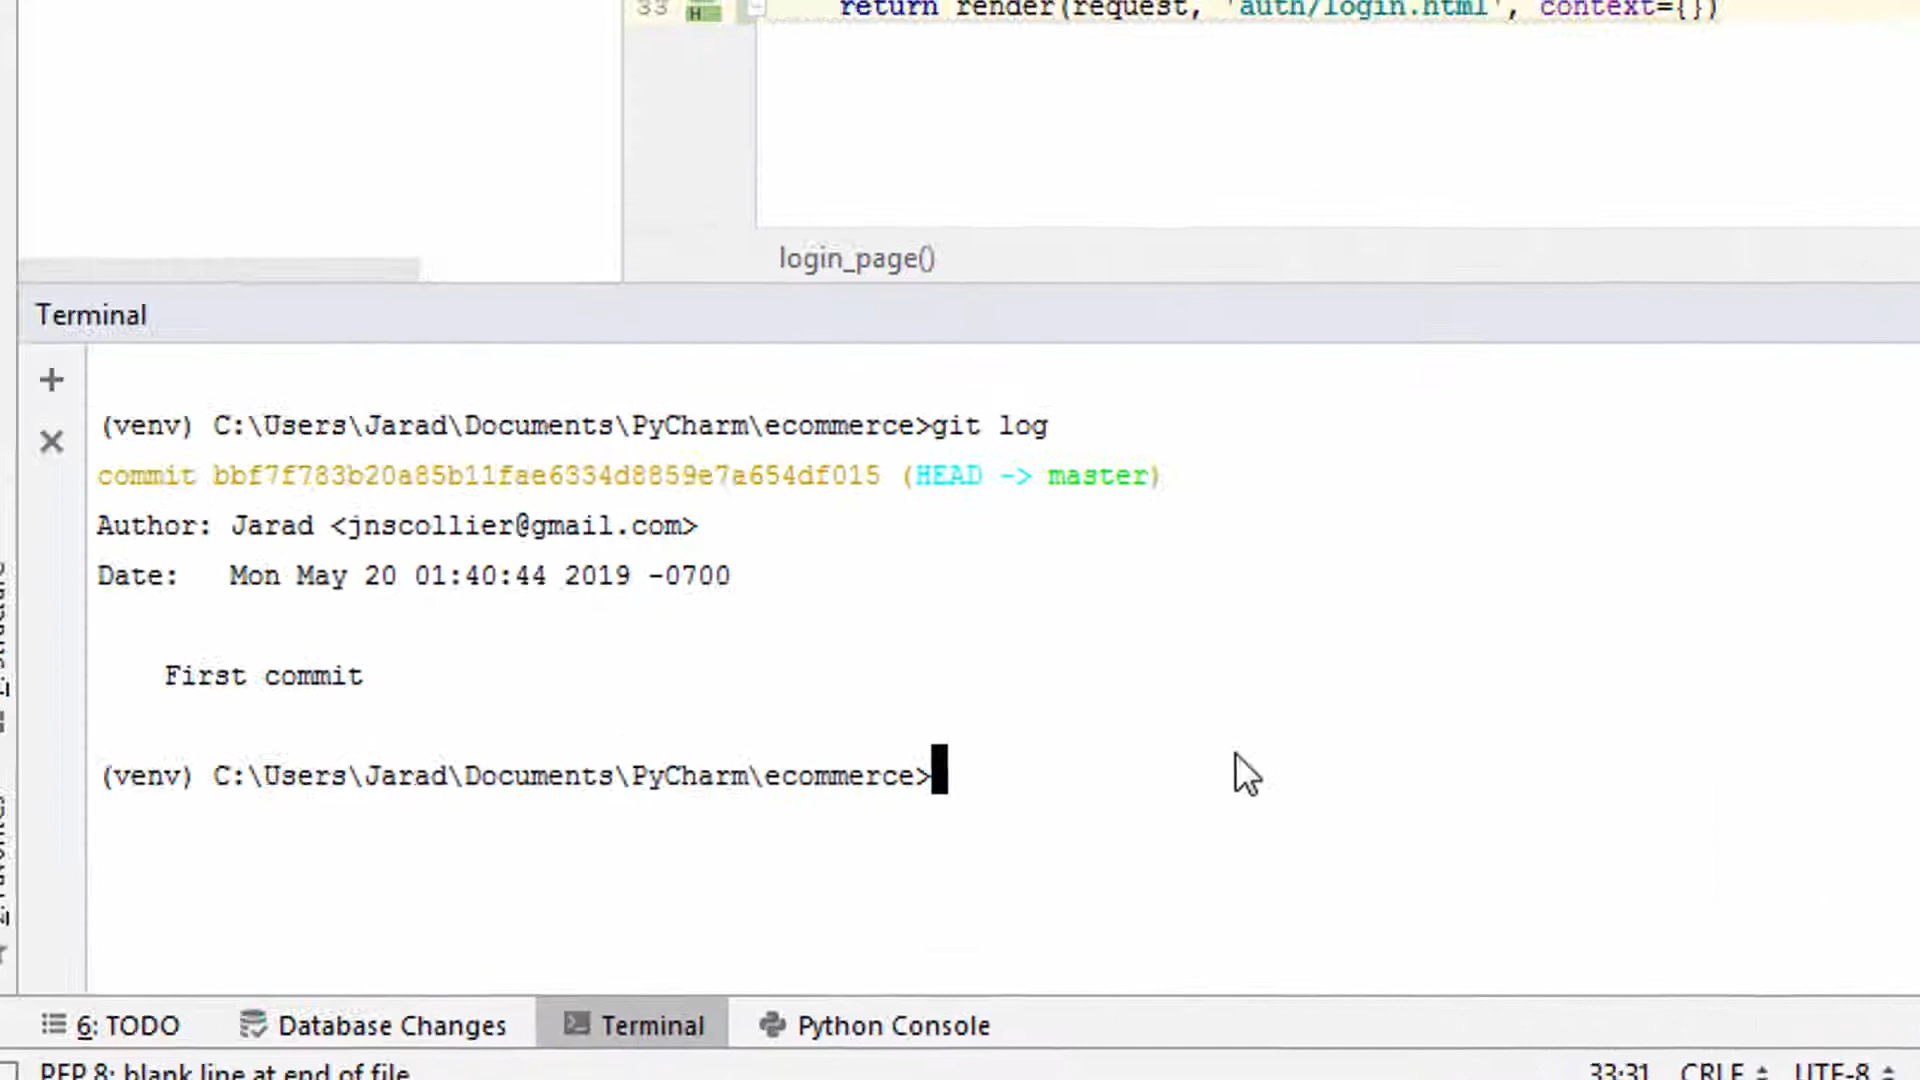 33 return render(request, 'auth/login.html', context={})
login_page()
Terminal
(venv) C:\Users\Jarad\Documents\PyCharm\ecommerce>git log
commit bbf7f783b20a85b11fae6334d8859e7a654df015 (HEAD -> master)
Author: Jarad <jnscollier@gmail.com>
Date:   Mon May 20 01:40:44 2019 -0700
First commit
(venv) C:\Users\Jarad\Documents\PyCharm\ecommerce>
6: TODO Database Changes Terminal Python Console
PEP 8: blank line at end of file 33:31 CRLF UTF-8